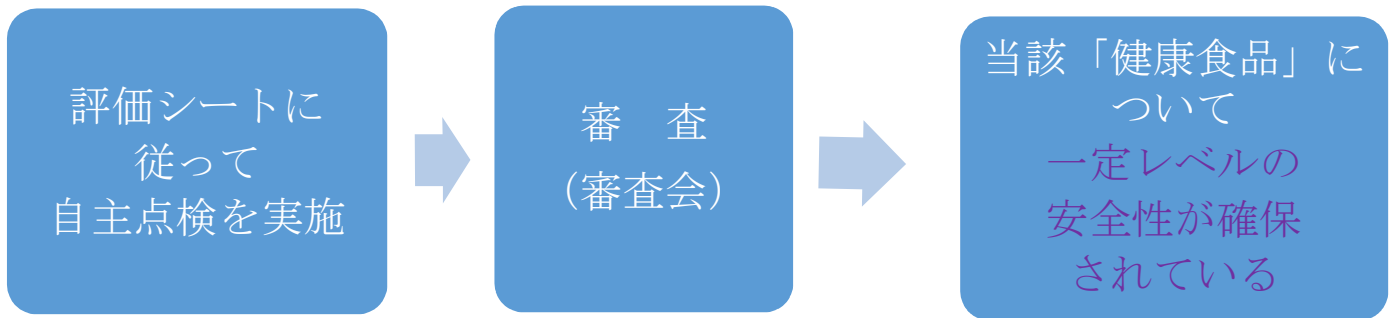 評価シートに
従って
自主点検を実施
審　査
（審査会）
当該「健康食品」に
ついて
一定レベルの
安全性が確保
されている